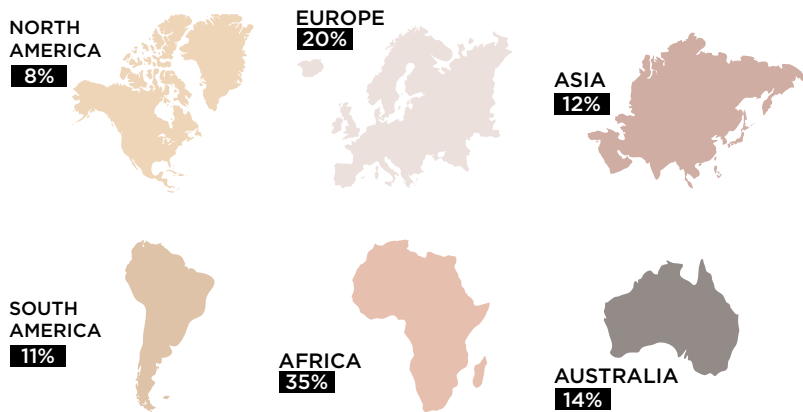 NORTH
AMERICA
8%
EUROPE
20%
ASIA
12%
SOUTH
AMERICA
11%
AFRICA
35%
AUSTRALIA
14%